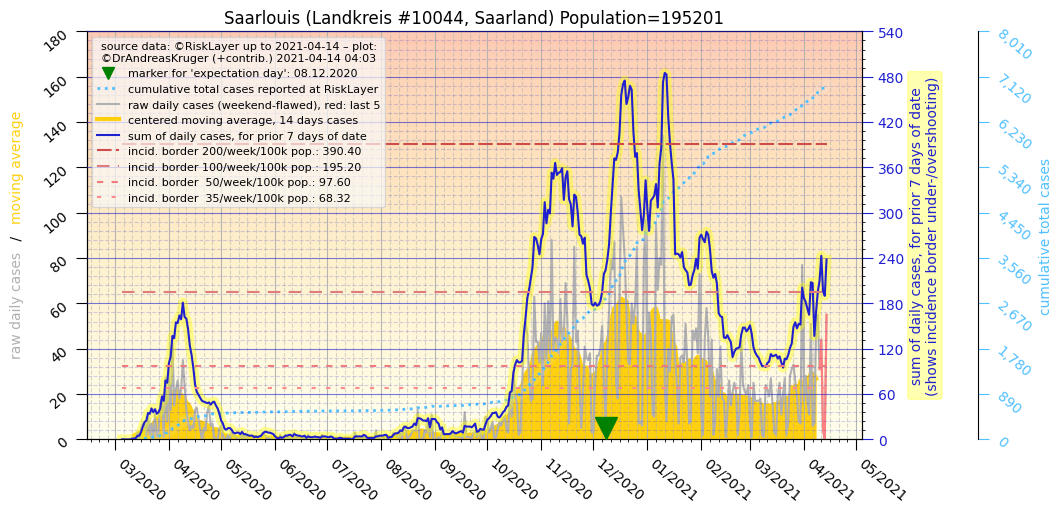 Saarlouis (Landkreis #10044, Saarland) Population=195201
source data: ©RiskLayer up to 2021-04-14 – plot:
©DrAndreasKruger (+contrib.) 2021-04-14 04:03
marker for 'expectation day': 08.12.2020
cumulative total cases reported at RiskLayer
raw daily cases (weekend-flawed), red: last 5
centered moving average, 14 days cases
sum of daily cases, for prior 7 days of date
incid. border 200/week/100k pop.: 390.40
incid. border 100/week/100k pop.: 195.20
incid. border  50/week/100k pop.: 97.60
incid. border  35/week/100k pop.: 68.32
raw daily cases  /  moving average
180
160
140
120
100
80
60
40
20
0
03/2020
04/2020
05/2020
06/2020
07/2020
08/2020
09/2020
10/2020
11/2020
12/2020
01/2021
02/2021
03/2021
04/2021
05/2021
540
480
420
360
300
240
180
120
60
0
sum of daily cases, for prior 7 days of date
(shows incidence border under-/overshooting)
8,010
7,120
6,230
5,340
4,450
3,560
2,670
1,780
890
0
cumulative total cases